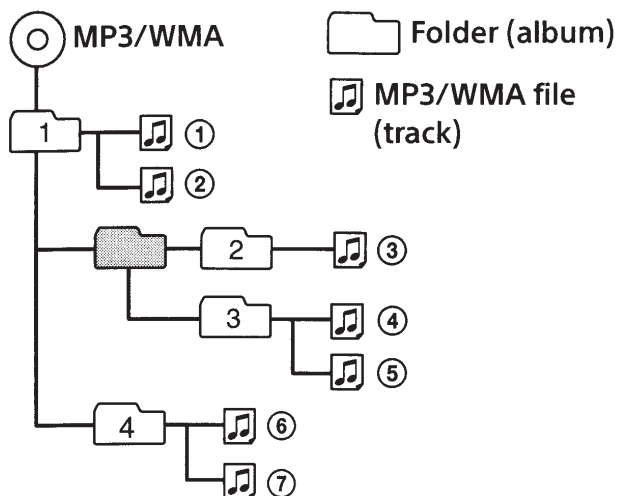 MP3/WMA
Folder (album)
MP3/WMA file
(track)
1
①
②
2
③
3
④
⑤
4
⑥
⑦